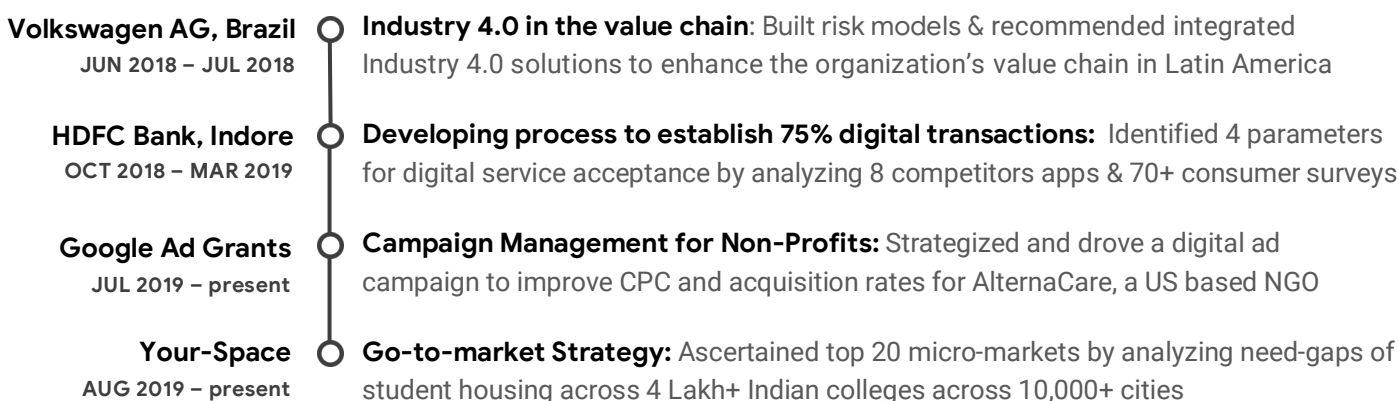 Volkswagen AG, Brazil
JUN 2018 – JUL 2018
Industry 4.0 in the value chain: Built risk models & recommended integrated
Industry 4.0 solutions to enhance the organization's value chain in Latin America
HDFC Bank, Indore
OCT 2018 – MAR 2019
Developing process to establish 75% digital transactions: Identified 4 parameters
for digital service acceptance by analyzing 8 competitors apps & 70+ consumer surveys
Google Ad Grants
JUL 2019 – present
Campaign Management for Non-Profits: Strategized and drove a digital ad
campaign to improve CPC and acquisition rates for AlternaCare, a US based NGO
Your-Space
AUG 2019 – present
Go-to-market Strategy: Ascertained top 20 micro-markets by analyzing need-gaps of
student housing across 4 Lakh+ Indian colleges across 10,000+ cities